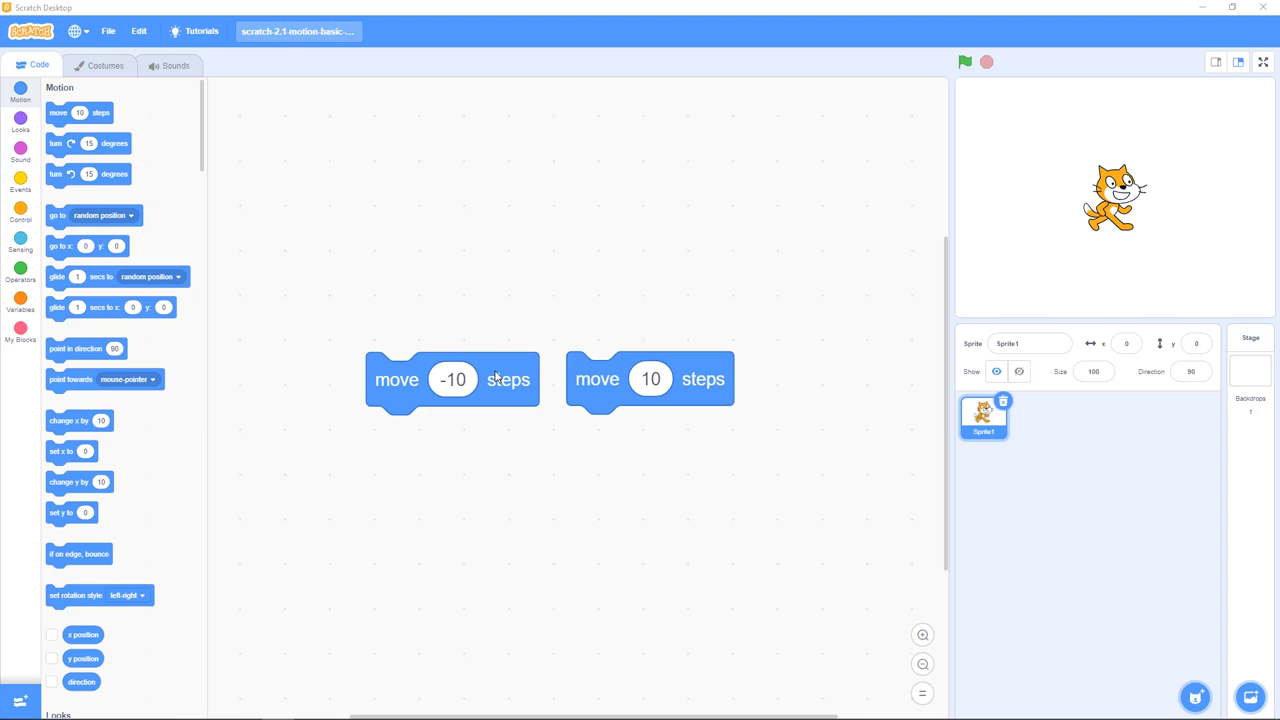 Scratch Desktop
SCRATCH File Edit Tutorials scratch-2.1-motion-basic-...
Code Costumes Sounds
Motion
Looks
Sound
Events
Control
Sensing
Operators
Variables
My Blocks
Motion
move 10 steps
turn 15 degrees
turn 15 degrees
go to random position
go to x: 0 y: 0
glide 1 secs to random position
glide 1 secs to x: 0 y: 0
point in direction 90
point towards mouse-pointer
change x by 10
set x to 0
change y by 10
set y to 0
if on edge, bounce
set rotation style left-right
x position
y position
direction
Looks
move -10 steps
move 10 steps
Sprite Sprite1 x 0 y 0
Show Size 100 Direction 90
Sprite1
Stage
Backdrops
1